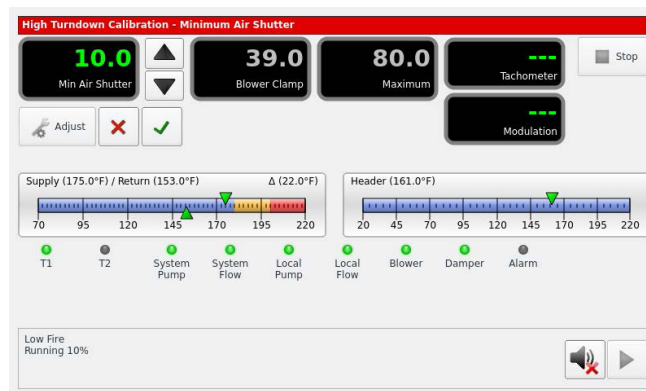 High Turndown Calibration - Minimum Air Shutter
10.0
Min Air Shutter
39.0
Blower Clamp
80.0
Maximum
---
Tachometer
Stop
Adjust
---
Modulation
Supply (175.0°F) / Return (153.0°F) Δ (22.0°F)
70 95 120 145 170 195 220
Header (161.0°F)
20 45 70 95 120 145 170 195 220
T1 T2 System Pump System Flow Local Pump Local Flow Blower Damper Alarm
Low Fire
Running 10%